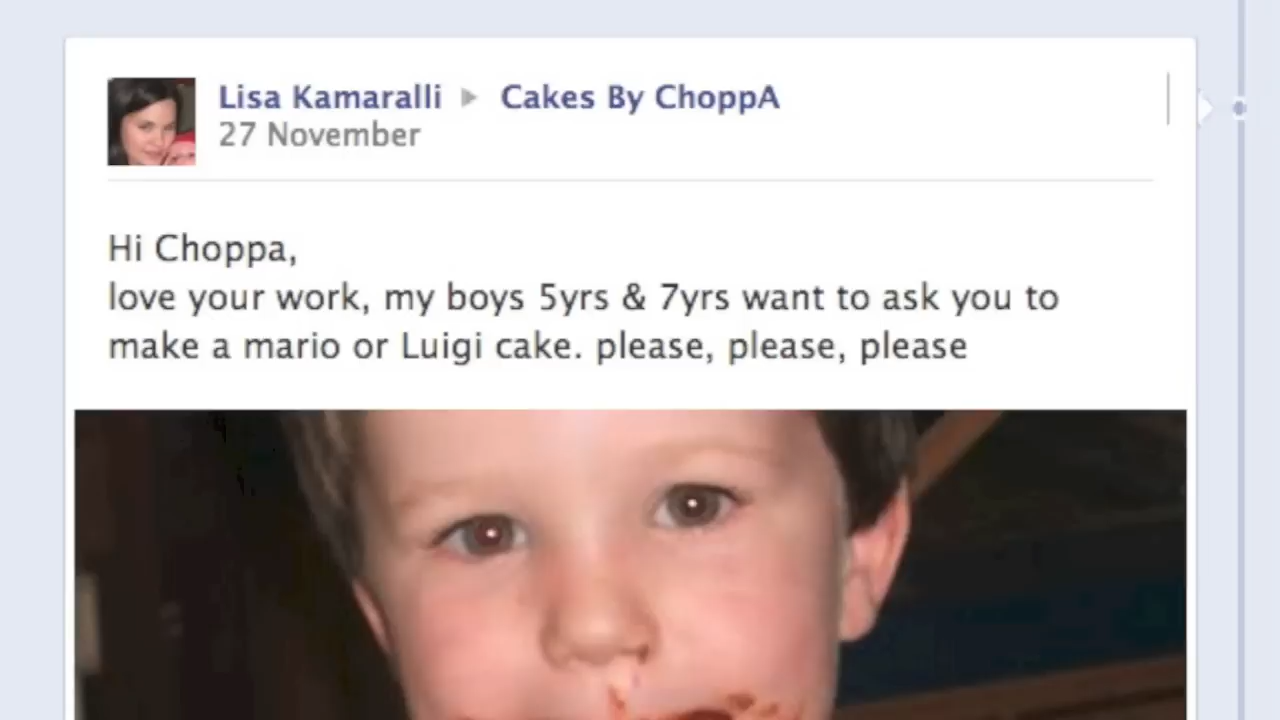 Lisa Kamaralli ▶ Cakes By ChoppA
27 November
Hi Choppa,
love your work, my boys 5yrs & 7yrs want to ask you to
make a mario or Luigi cake. please, please, please